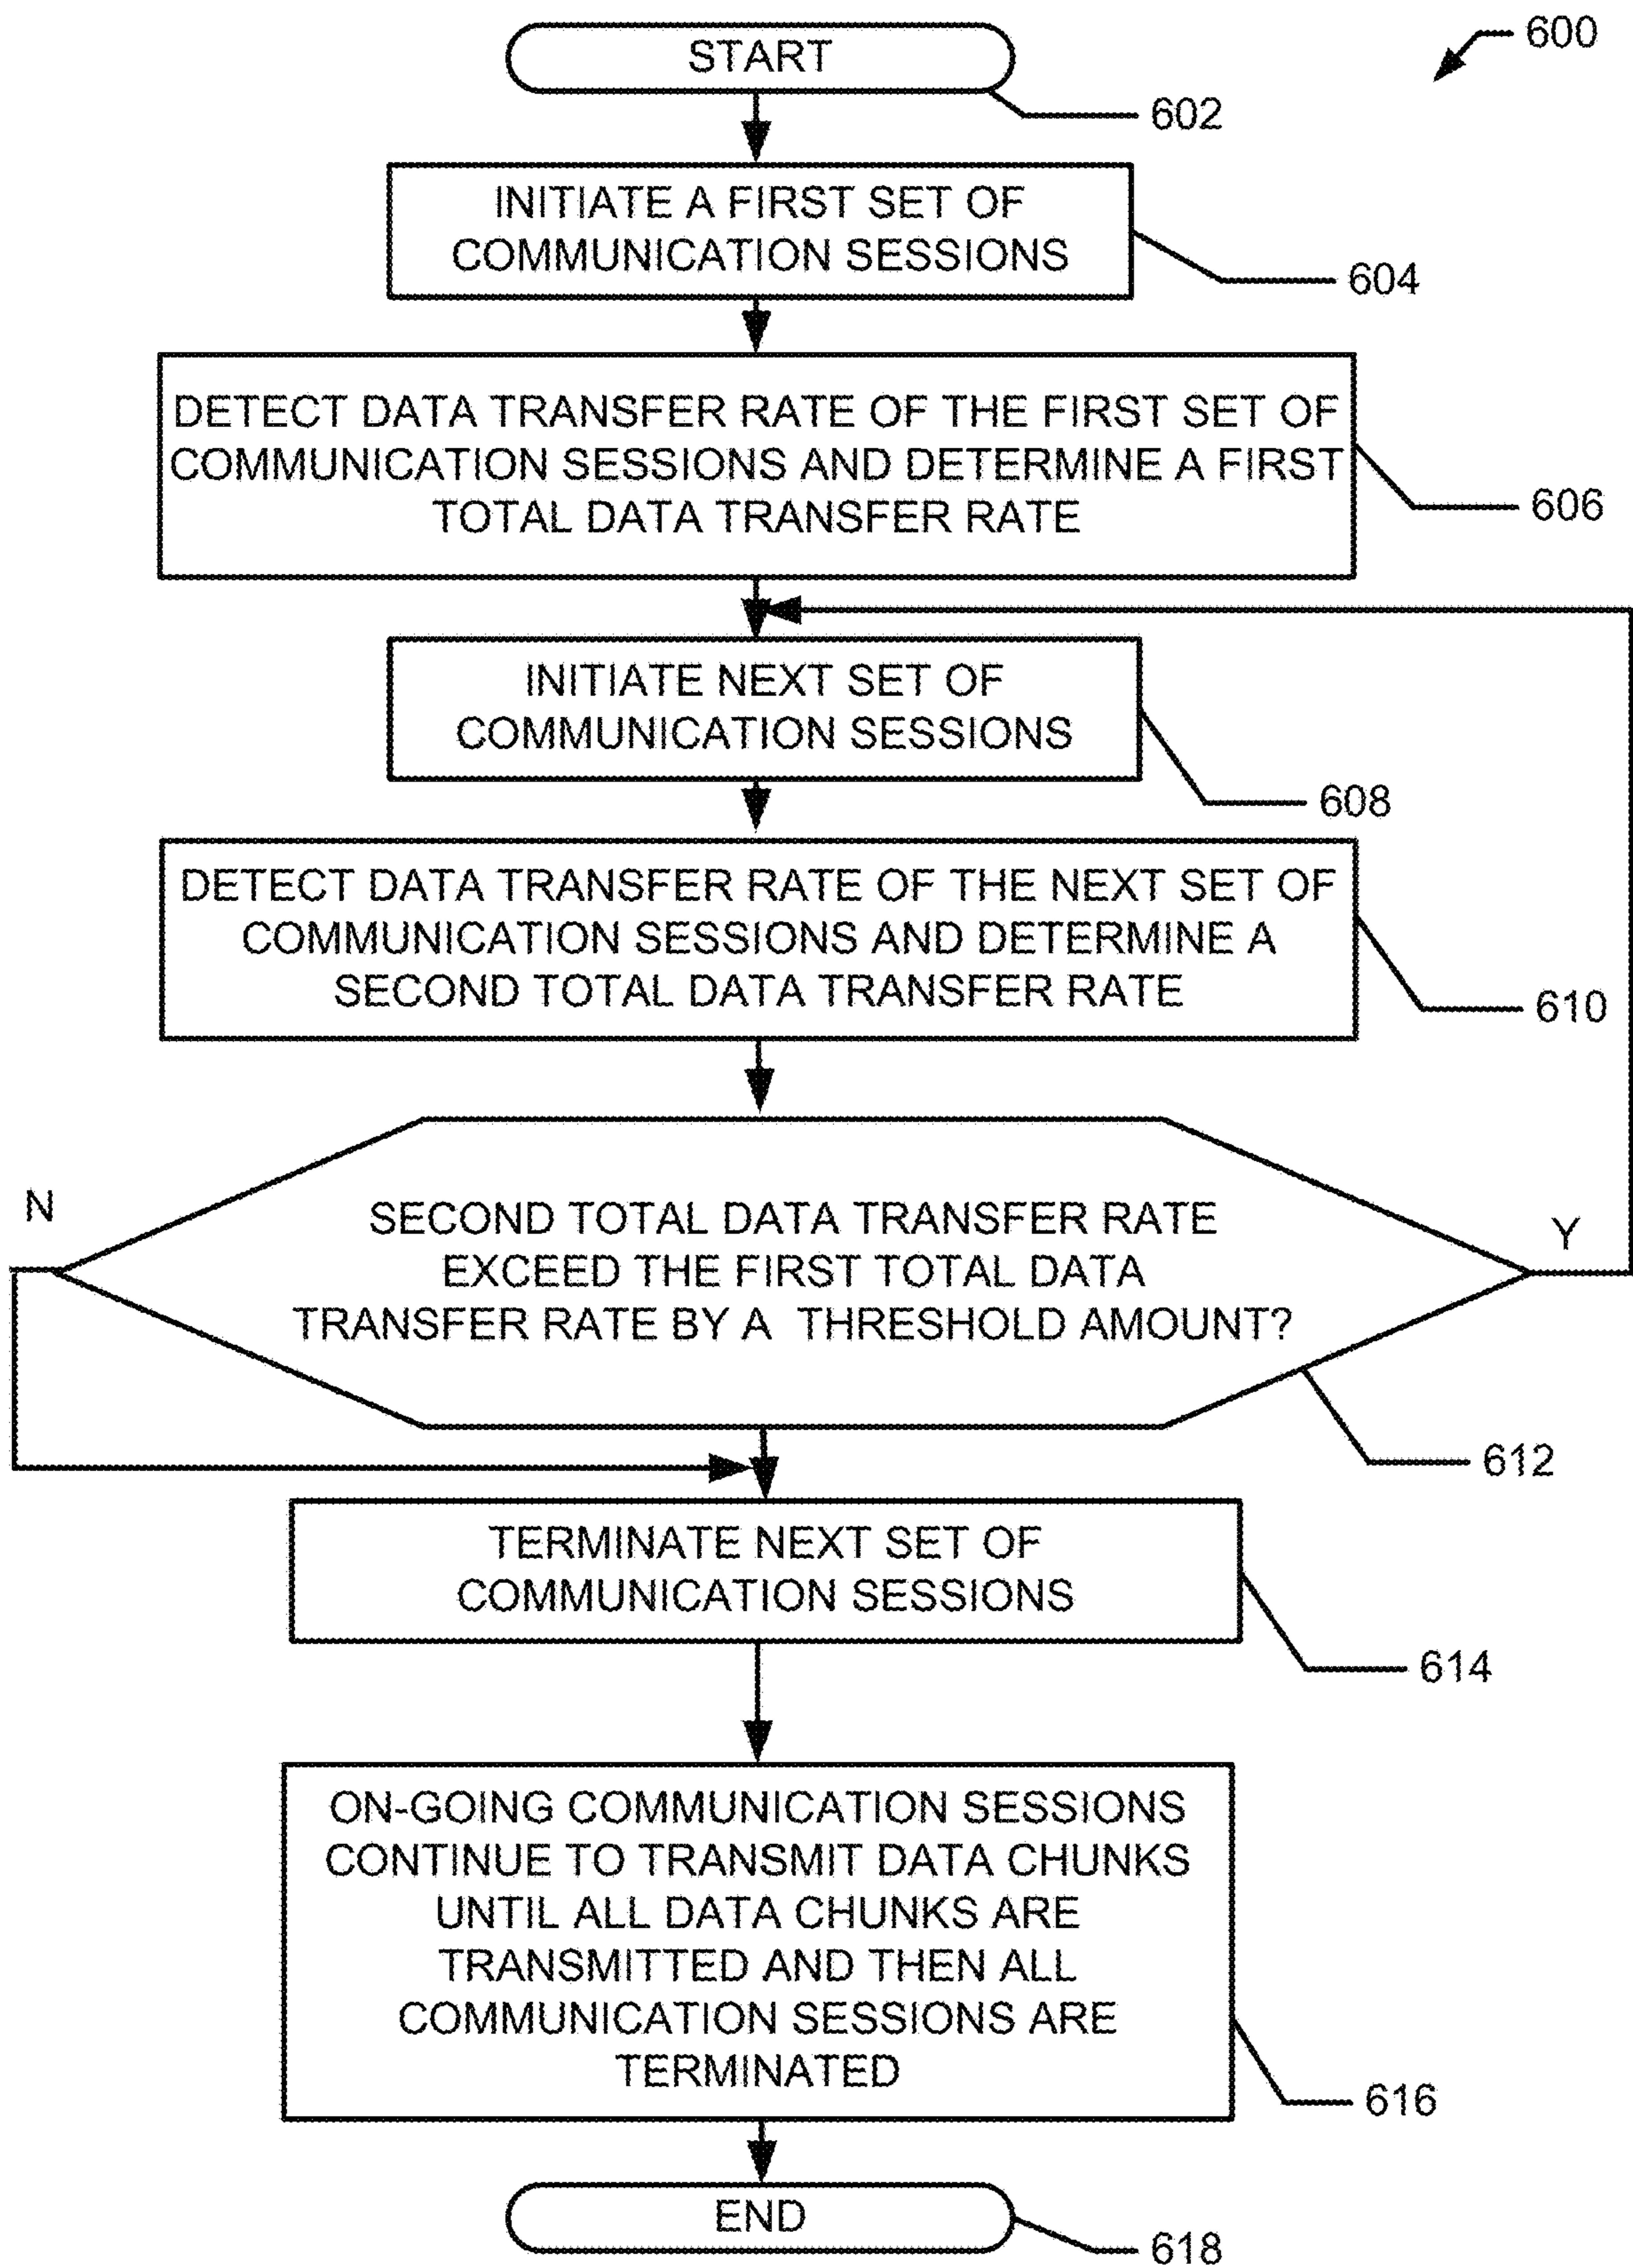 600
START
602
INITIATE A FIRST SET OF
COMMUNICATION SESSIONS
604
DETECT DATA TRANSFER RATE OF THE FIRST SET OF
COMMUNICATION SESSIONS AND DETERMINE A FIRST
TOTAL DATA TRANSFER RATE
606
INITIATE NEXT SET OF
COMMUNICATION SESSIONS
608
DETECT DATA TRANSFER RATE OF THE NEXT SET OF
COMMUNICATION SESSIONS AND DETERMINE A
SECOND TOTAL DATA TRANSFER RATE
610
N
SECOND TOTAL DATA TRANSFER RATE
EXCEED THE FIRST TOTAL DATA
TRANSFER RATE BY A THRESHOLD AMOUNT?
Y
612
TERMINATE NEXT SET OF
COMMUNICATION SESSIONS
614
ON-GOING COMMUNICATION SESSIONS
CONTINUE TO TRANSMIT DATA CHUNKS
UNTIL ALL DATA CHUNKS ARE
TRANSMITTED AND THEN ALL
COMMUNICATION SESSIONS ARE
TERMINATED
616
END
618